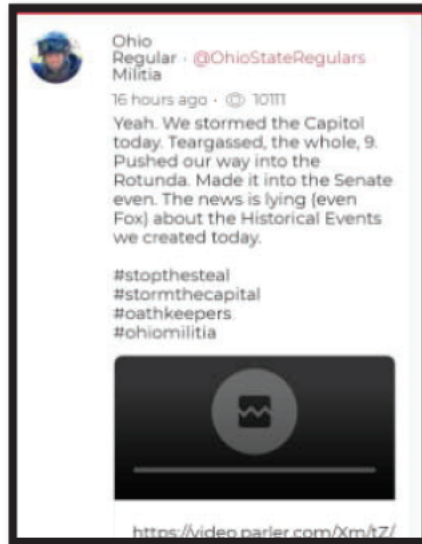 Ohio
Regular · @OhioStateRegulars
Militia
16 hours ago · 10111
Yeah. We stormed the Capitol
today. Teargassed, the whole, 9.
Pushed our way into the
Rotunda. Made it into the Senate
even. The news is lying (even
Fox) about the Historical Events
we created today.
#stopthesteal
#stormthecapital
#oathkeepers
#ohiomilitia
https://video.parler.com/Xm/tZ/